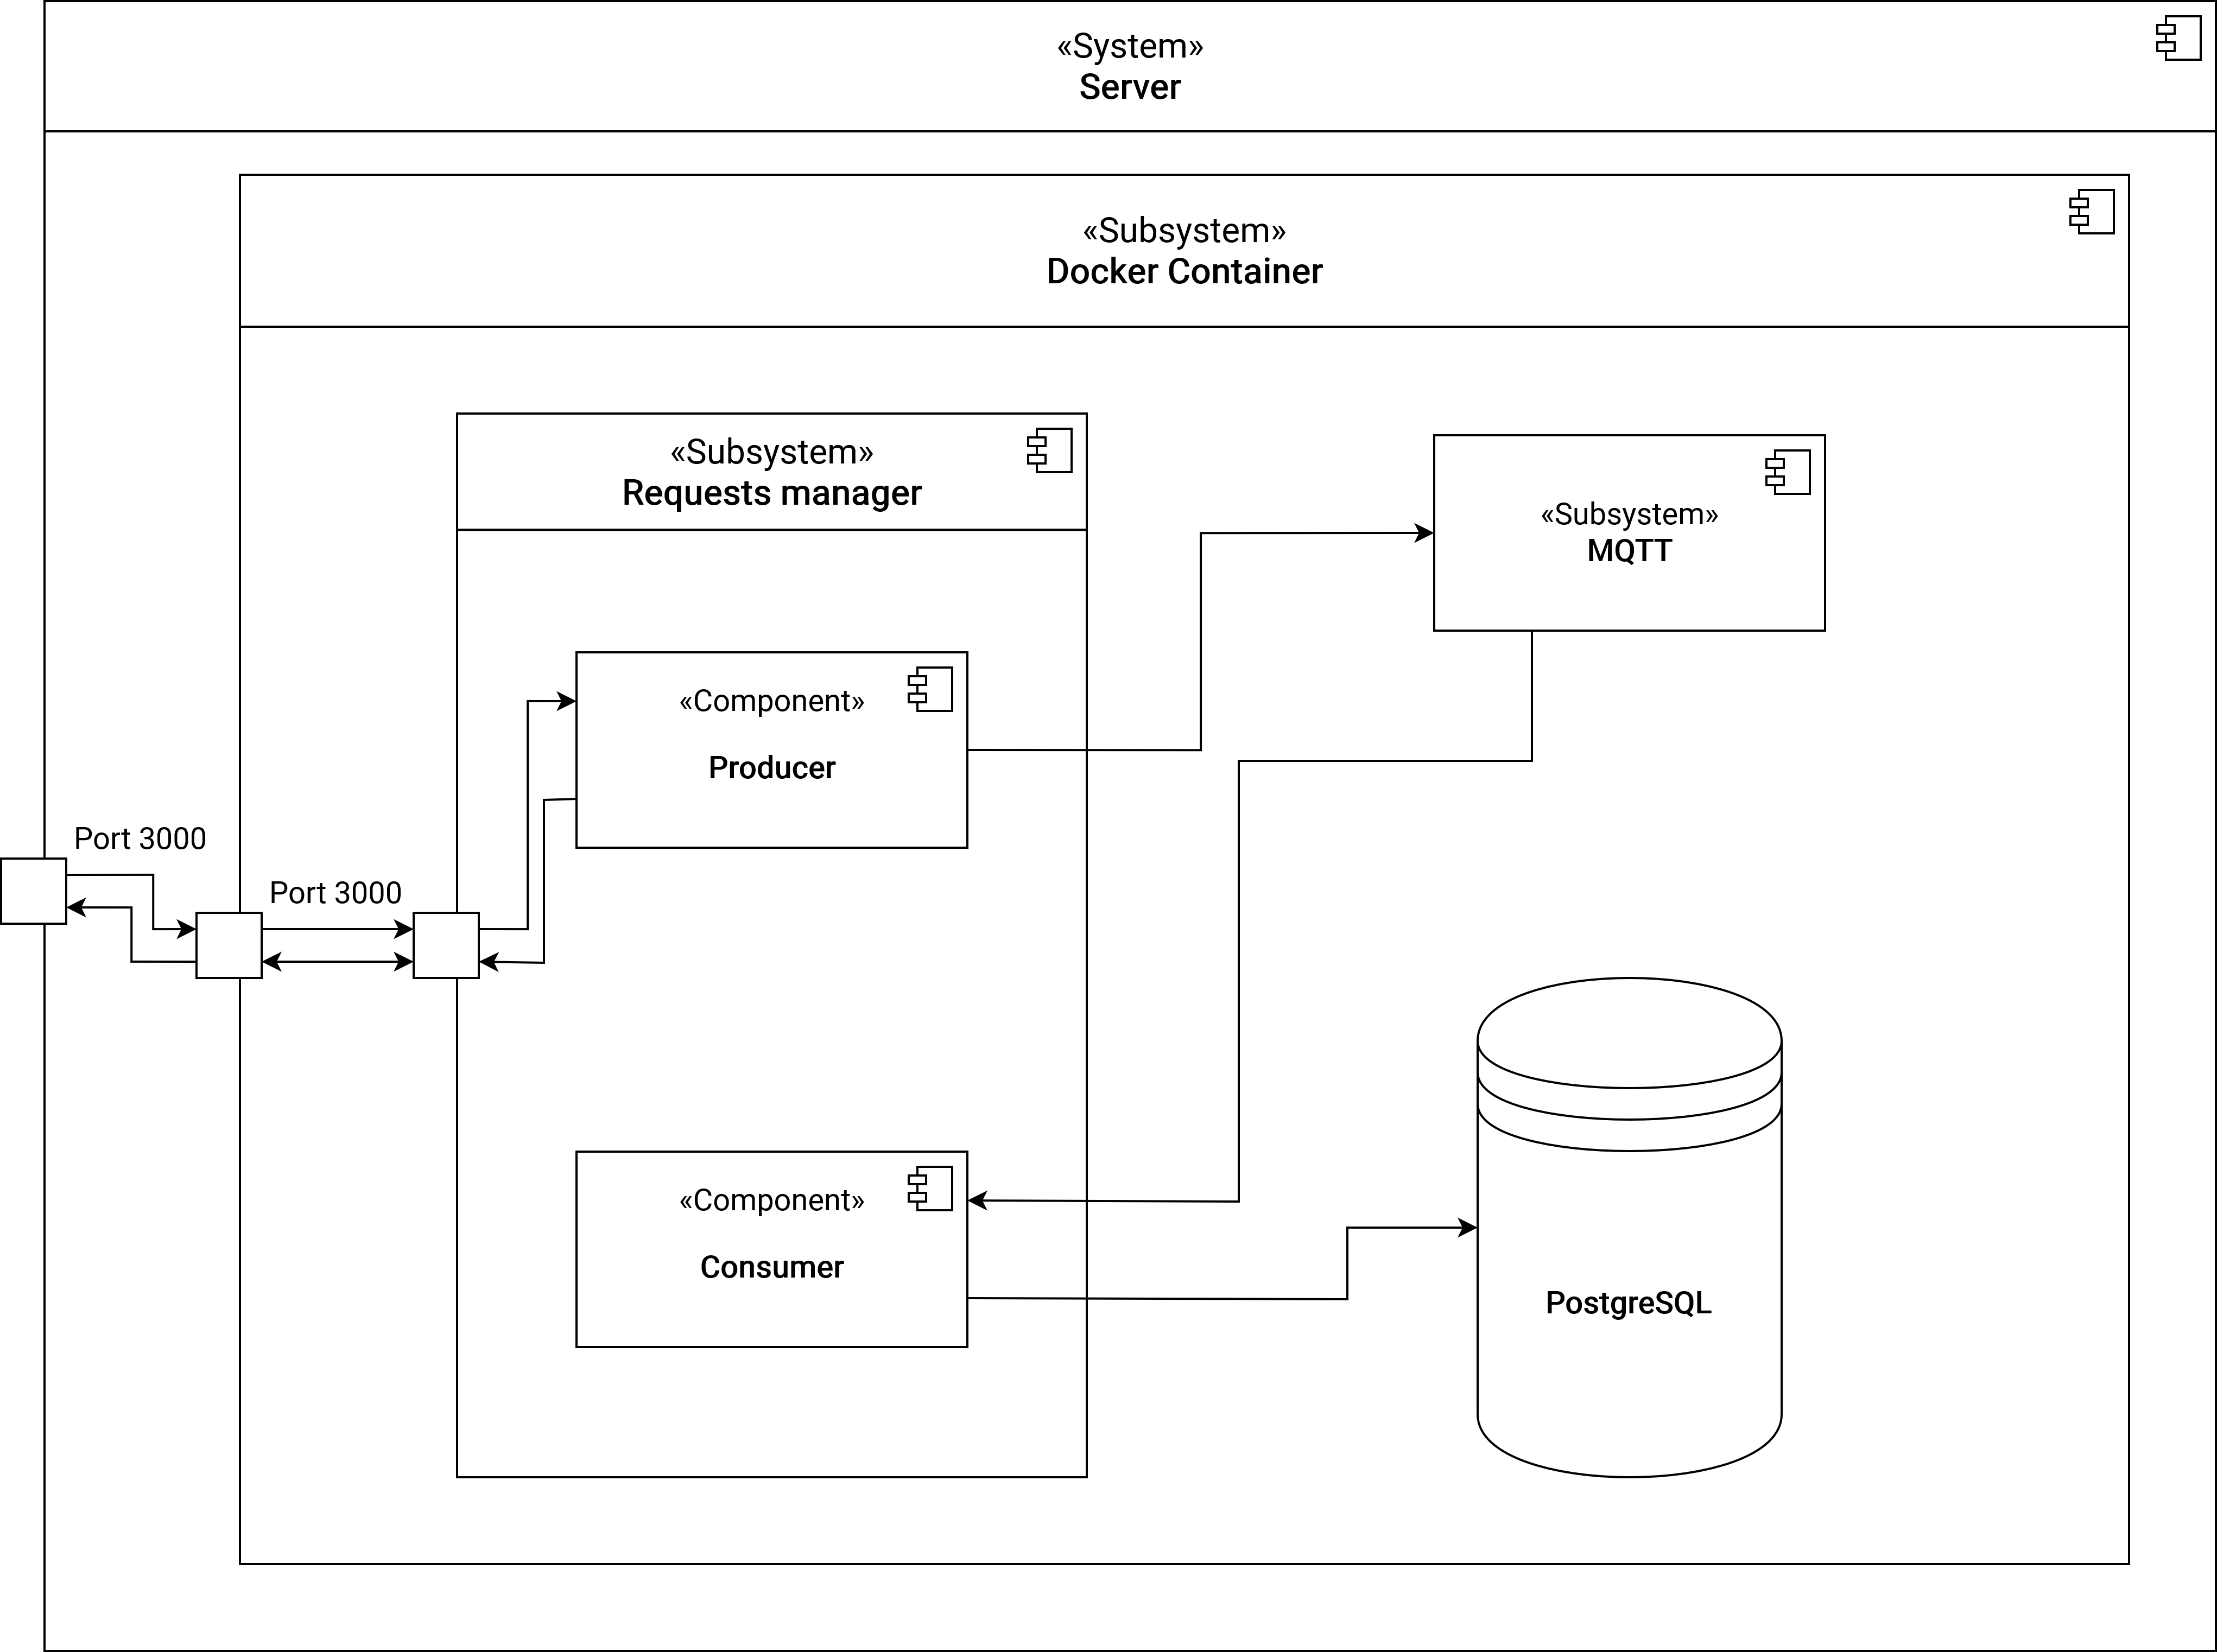 «System»
Server
«Subsystem»
Docker Container
«Subsystem»
Requests manager
«Subsystem»
MQTT
«Component»
Producer
Port 3000
Port 3000
«Component»
Consumer
PostgreSQL